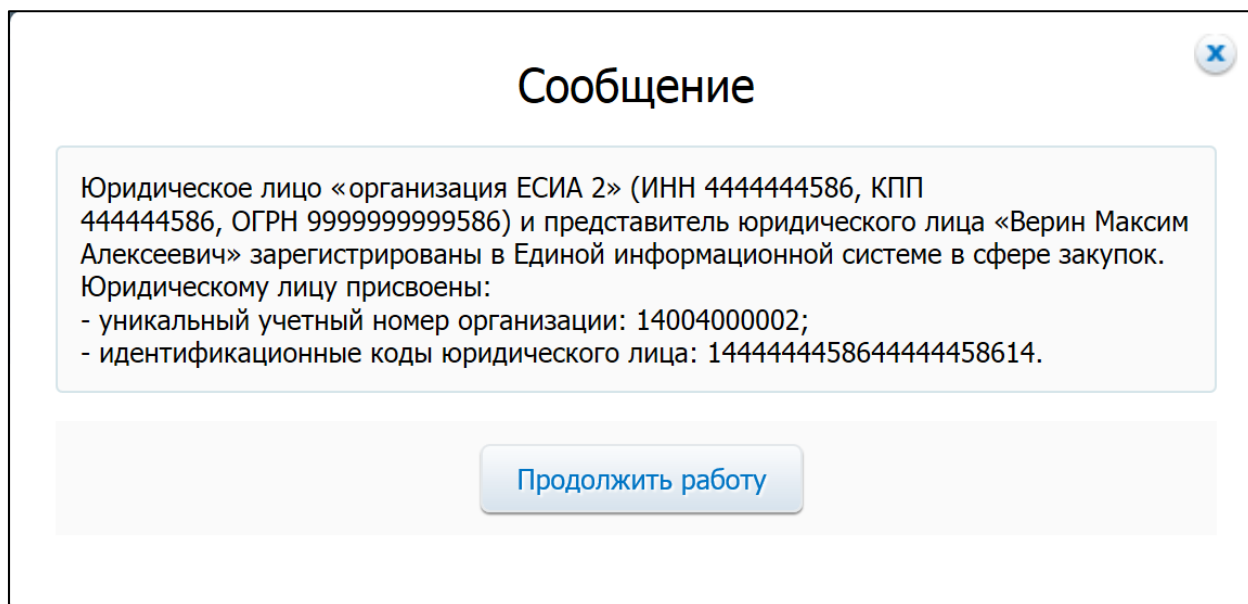 Сообщение
x
Юридическое лицо «организация ЕСИА 2» (ИНН 4444444586, КПП
444444586, ОГРН 9999999999586) и представитель юридического лица «Верин Максим
Алексеевич» зарегистрированы в Единой информационной системе в сфере закупок.
Юридическому лицу присвоены:
- уникальный учетный номер организации: 14004000002;
- идентификационные коды юридического лица: 1444444458644444458614.
Продолжить работу